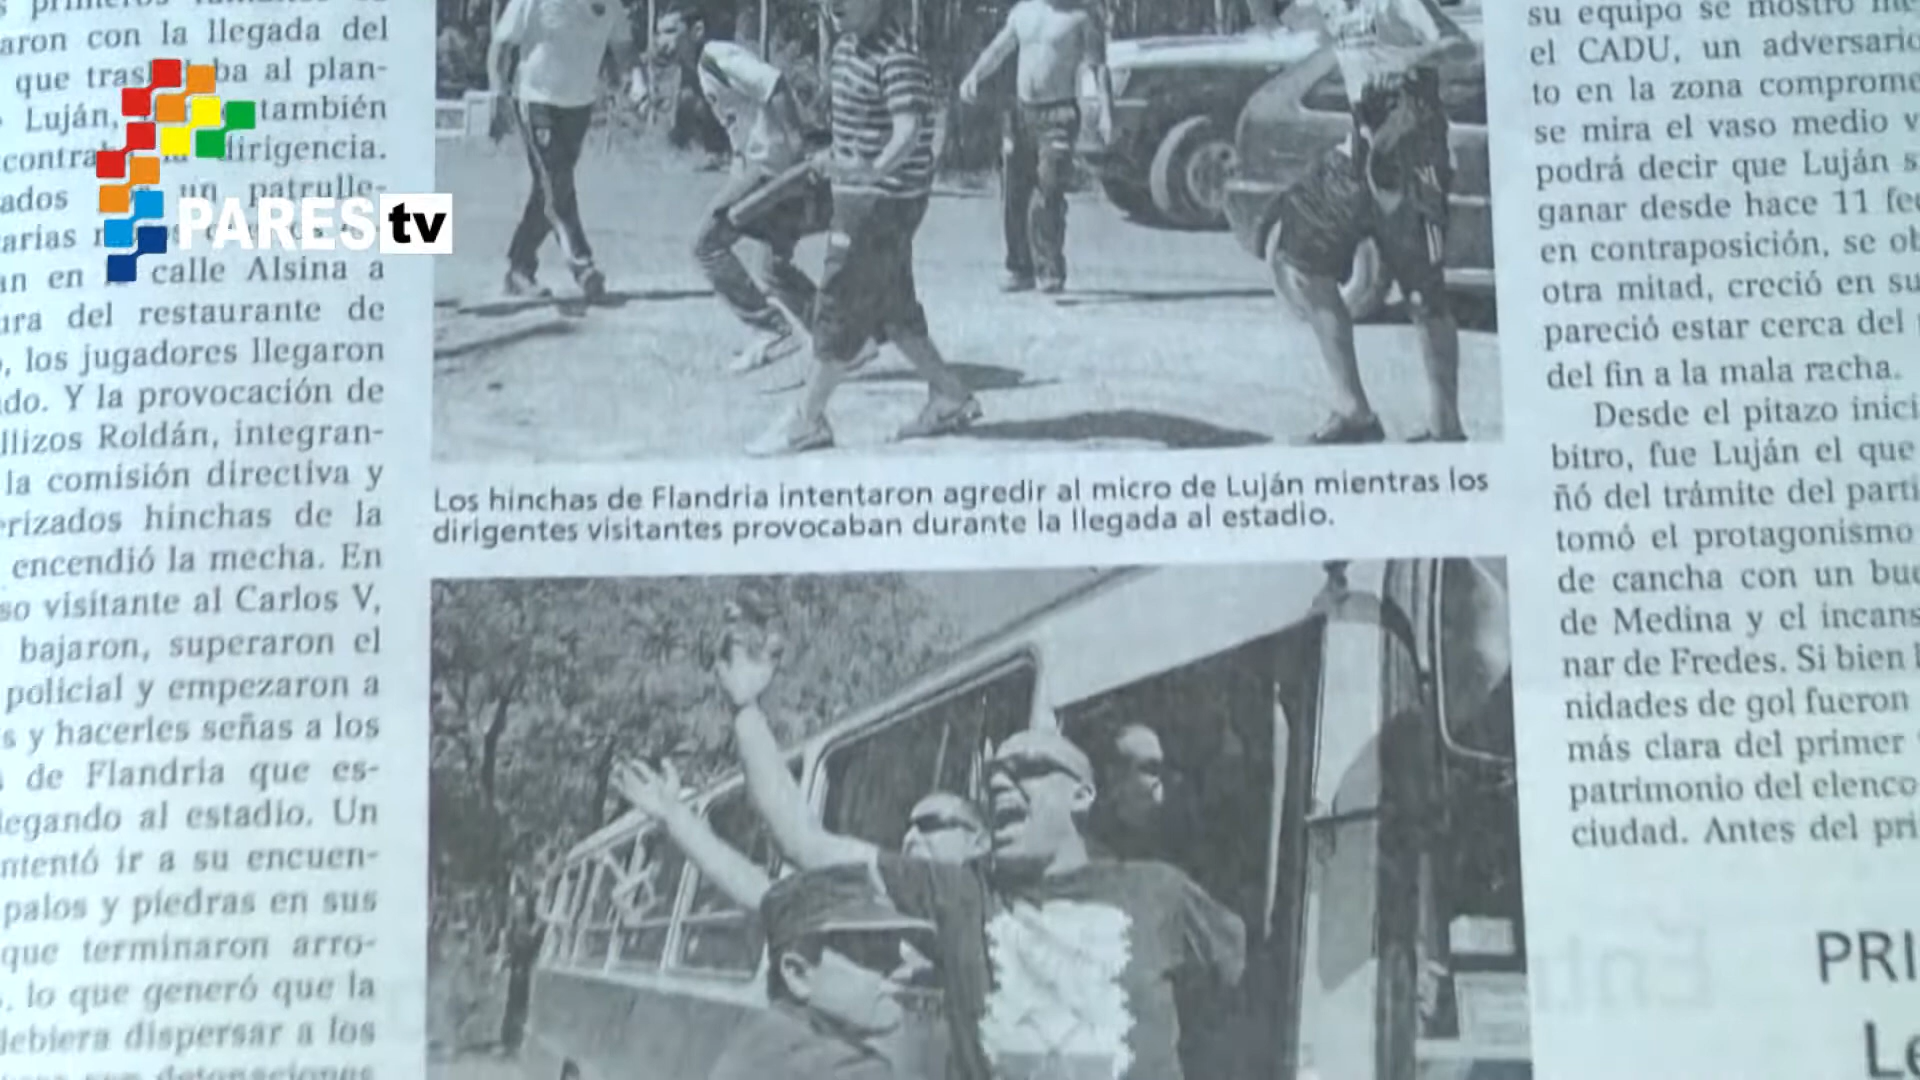 aron con la llegada del
que tras ba al plan-
Luján, también
contra dirigencia.
ados un patrulle-
arias
an en calle Alsina a
ura del restaurante de
, los jugadores llegaron
do. Y la provocación de
llizos Roldán, integran-
la comisión directiva y
erizados hinchas de la
encendió la mecha. En
so visitante al Carlos V,
bajaron, superaron el
policial y empezaron a
s y hacerles señas a los
de Flandria que es-
legando al estadio. Un
ntentó ir a su encuen-
palos y piedras en sus
que terminaron arro-
, lo que generó que la
debiera dispersar a los
detonaciones
PARES tv
Los hinchas de Flandria intentaron agredir al micro de Luján mientras los
dirigentes visitantes provocaban durante la llegada al estadio.
su equipo se mostró
el CADU, un adversario
to en la zona comprome
se mira el vaso medio v
podrá decir que Luján s
ganar desde hace 11 fec
en contraposición, se ob
otra mitad, creció en su
pareció estar cerca del
del fin a la mala racha.
Desde el pitazo inici
bitro, fue Luján el que
ñó del trámite del parti
tomó el protagonismo
de cancha con un bue
de Medina y el incans
nar de Fredes. Si bien
nidades de gol fueron
más clara del primer
patrimonio del elenco
ciudad. Antes del pri
PRI
Le